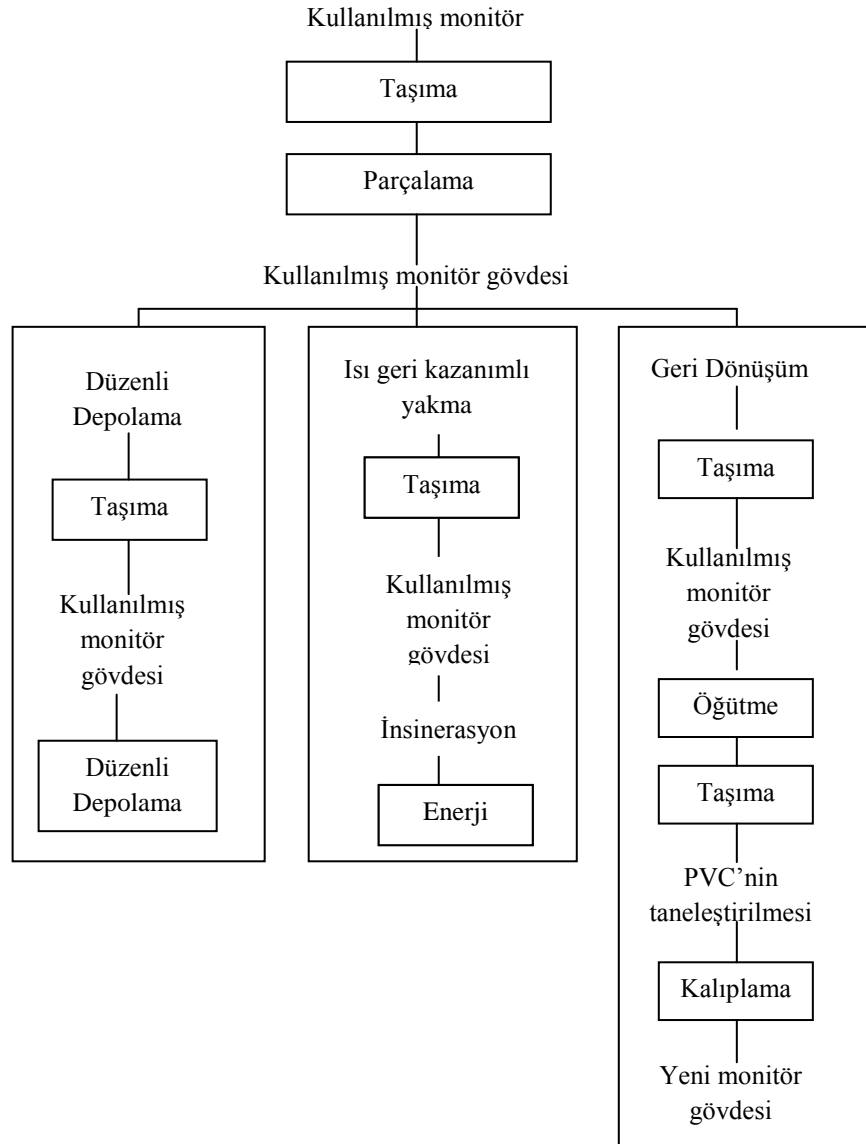 Kullanılmış monitör
Taşıma
Parçalama
Kullanılmış monitör gövdesi
Düzenli
Depolama
Taşıma
Kullanılmış
monitör
gövdesi
Düzenli
Depolama
Isı geri kazanımlı
yakma
Taşıma
Kullanılmış
monitör
gövdesi
İnsinerasyon
Enerji
Geri Dönüşüm
Taşıma
Kullanılmış
monitör
gövdesi
Öğütme
Taşıma
PVC’nin
taneleştirilmesi
Kalıplama
Yeni monitör
gövdesi